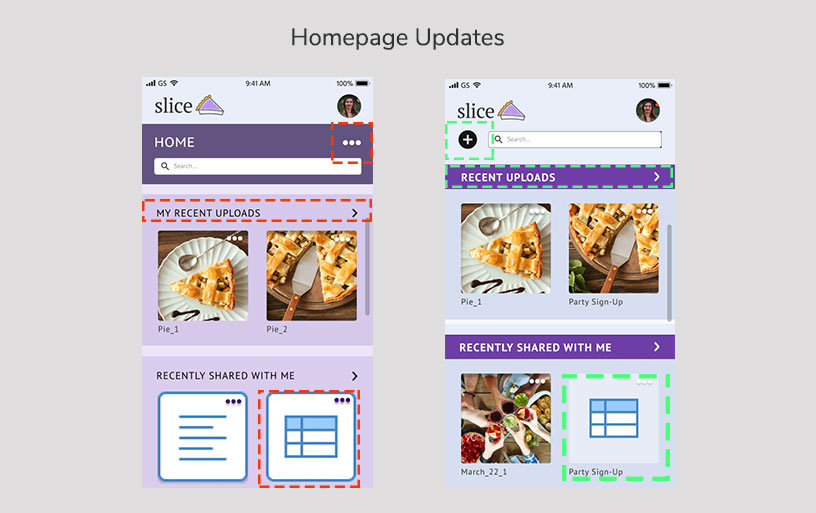 Homepage Updates
GS 9:41 AM 100%
slice
HOME
Search...
MY RECENT UPLOADS
Pie_1 Pie_2
RECENTLY SHARED WITH ME
GS 9:41 AM 100%
slice
Search...
RECENT UPLOADS
Pie_1 Party Sign-Up
RECENTLY SHARED WITH ME
March_22_1 Party Sign-Up